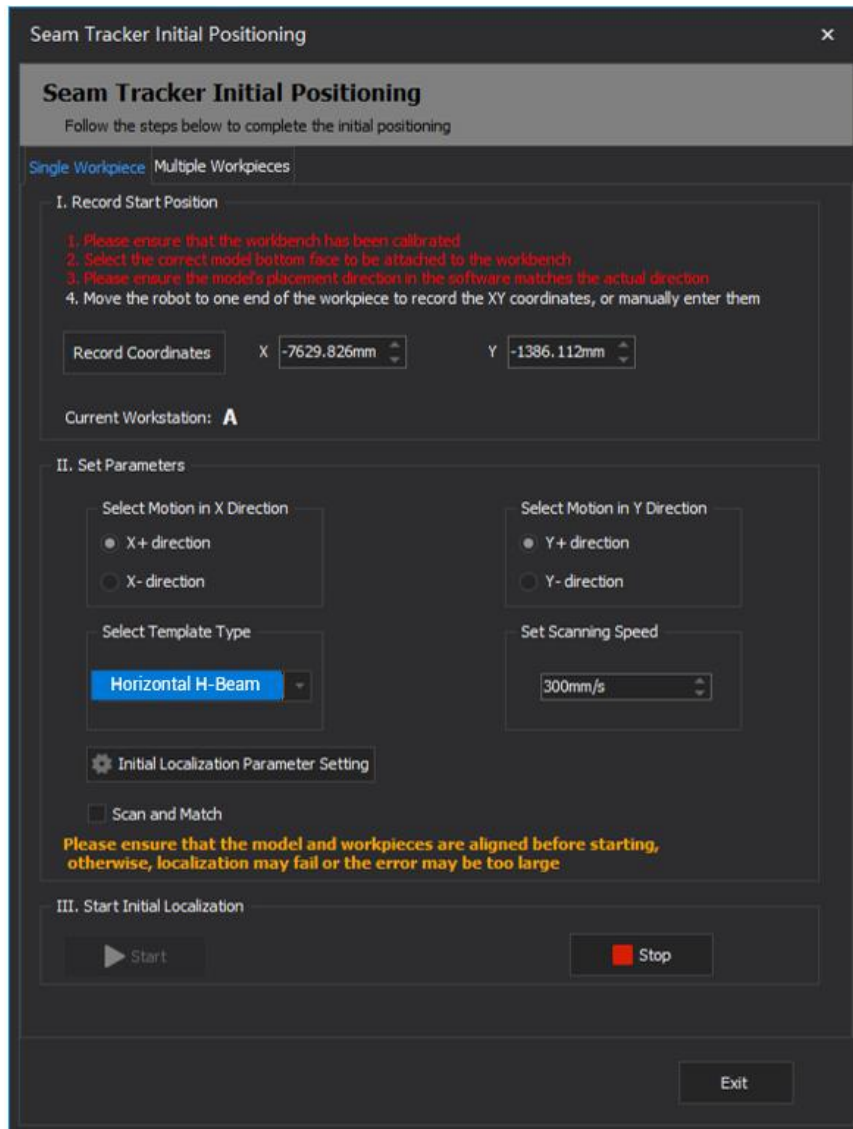 Seam Tracker Initial Positioning
Seam Tracker Initial Positioning
Follow the steps below to complete the initial positioning
Single Workpiece Multiple Workpieces
I. Record Start Position
1. Please ensure that the workbench has been calibrated
2. Select the correct model bottom face to be attached to the workbench
3. Please ensure the model's placement direction in the software matches the actual direction
4. Move the robot to one end of the workpiece to record the XY coordinates, or manually enter them
Record Coordinates X -7629.826mm Y -1386.112mm
Current Workstation: A
II. Set Parameters
Select Motion in X Direction Select Motion in Y Direction
X+ direction Y+ direction
X- direction Y- direction
Select Template Type Set Scanning Speed
Horizontal H-Beam 300mm/s
Initial Localization Parameter Setting
Scan and Match
Please ensure that the model and workpieces are aligned before starting,
otherwise, localization may fail or the error may be too large
III. Start Initial Localization
Start Stop
Exit